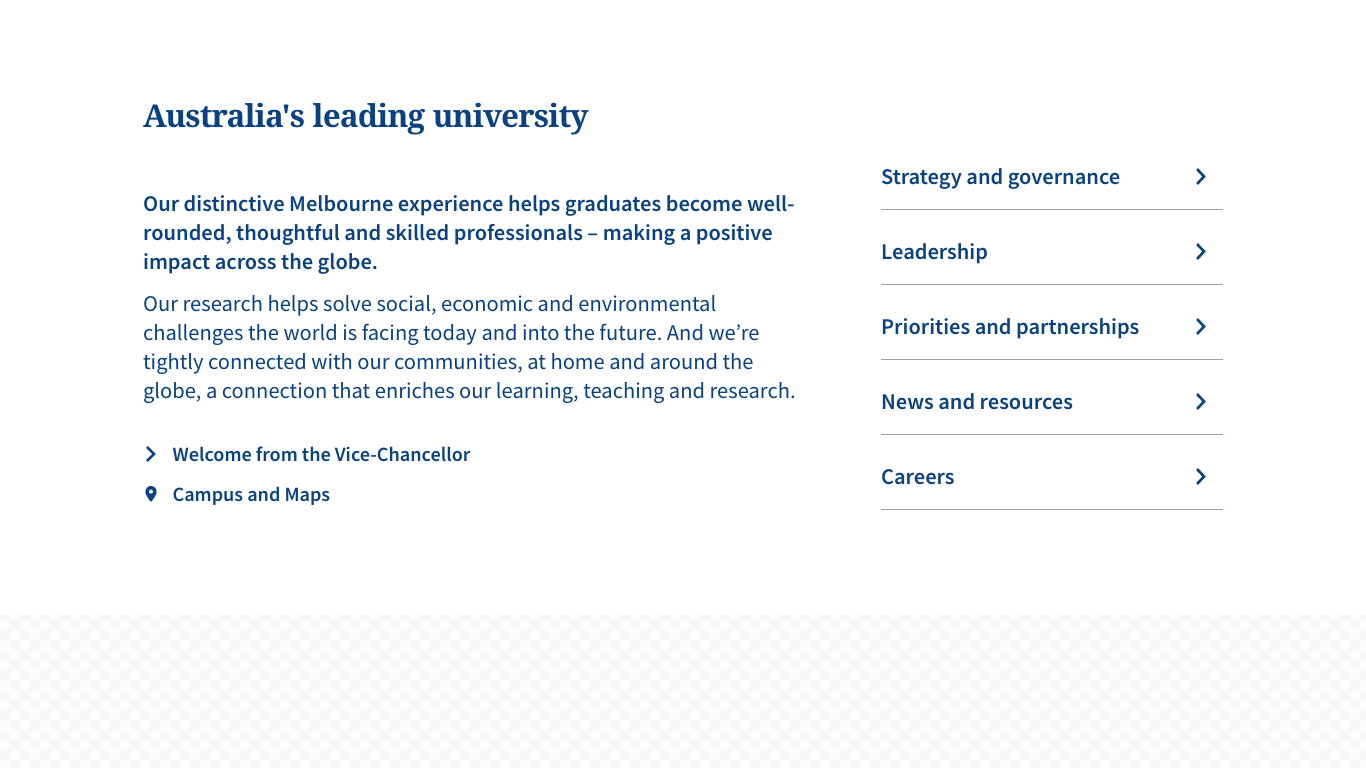 Australia's leading university
Our distinctive Melbourne experience helps graduates become well-
rounded, thoughtful and skilled professionals – making a positive
impact across the globe.
Our research helps solve social, economic and environmental
challenges the world is facing today and into the future. And we’re
tightly connected with our communities, at home and around the
globe, a connection that enriches our learning, teaching and research.
Welcome from the Vice-Chancellor
Campus and Maps
Strategy and governance
Leadership
Priorities and partnerships
News and resources
Careers